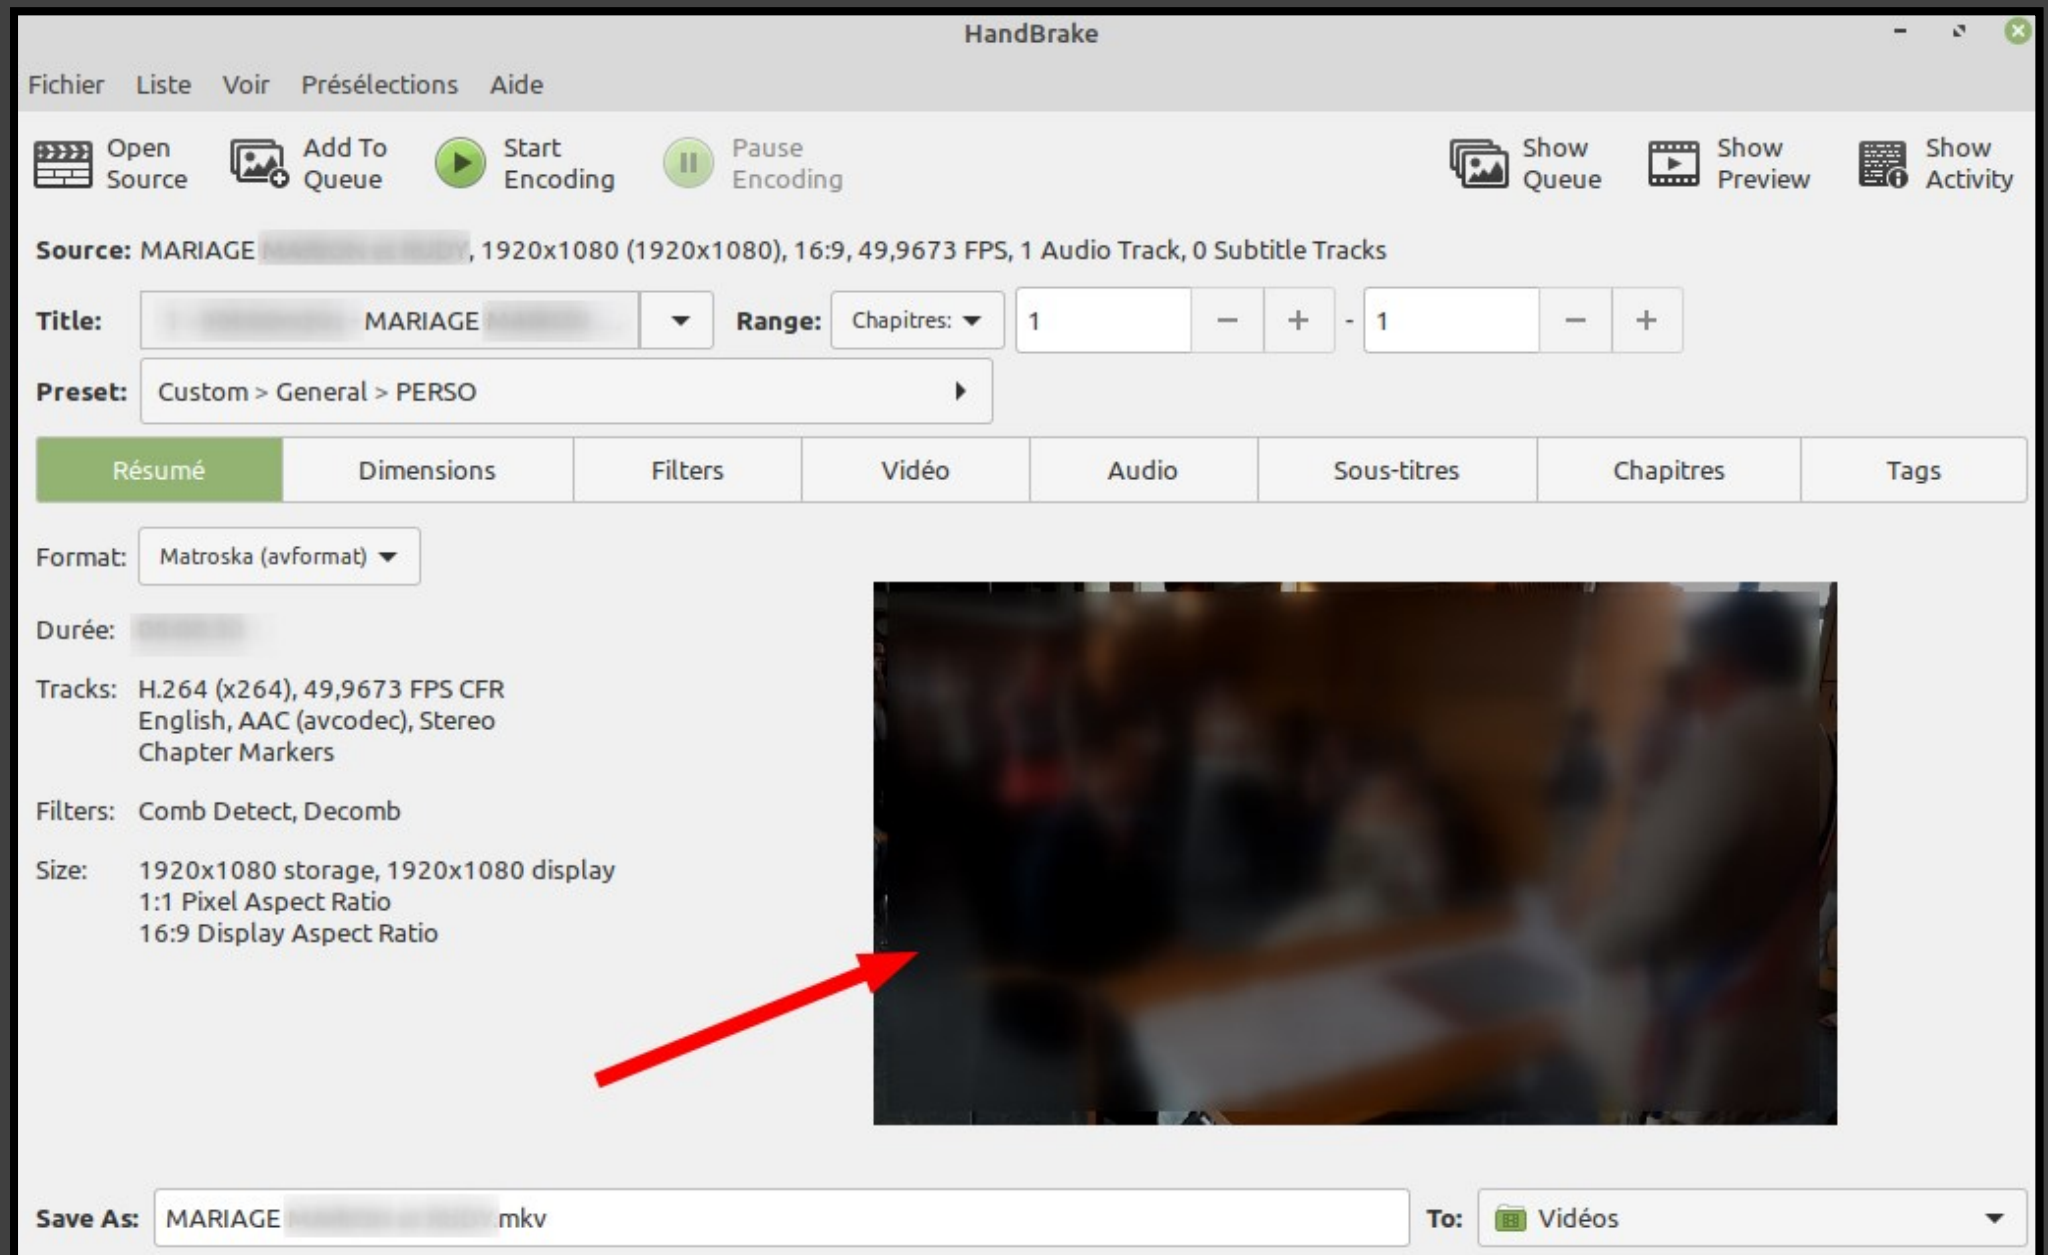 HandBrake
Fichier Liste Voir Présélections Aide
Open Source
Add To Queue
Start Encoding
Pause Encoding
Show Queue
Show Preview
Show Activity
Source: MARIAGE , 1920x1080 (1920x1080), 16:9, 49,9673 FPS, 1 Audio Track, 0 Subtitle Tracks
Title: MARIAGE Range: Chapitres: 1 - 1
Preset: Custom > General > PERSO
Résumé Dimensions Filters Vidéo Audio Sous-titres Chapitres Tags
Format: Matroska (avformat)
Durée:
Tracks: H.264 (x264), 49,9673 FPS CFR
English, AAC (avcodec), Stereo
Chapter Markers
Filters: Comb Detect, Decomb
Size: 1920x1080 storage, 1920x1080 display
1:1 Pixel Aspect Ratio
16:9 Display Aspect Ratio
Save As: MARIAGE .mkv To: Vidéos